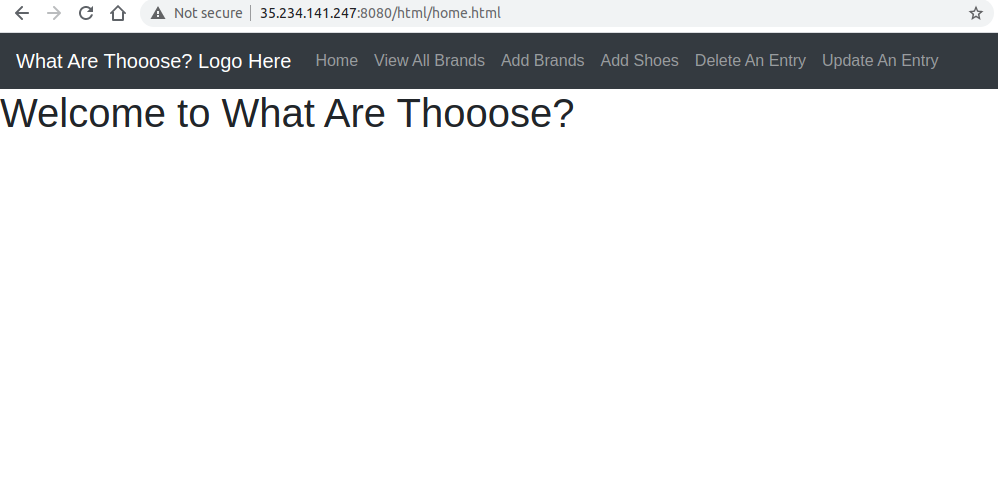 Not secure 35.234.141.247:8080/html/home.html
What Are Thooose? Logo Here Home View All Brands Add Brands Add Shoes Delete An Entry Update An Entry
Welcome to What Are Thooose?